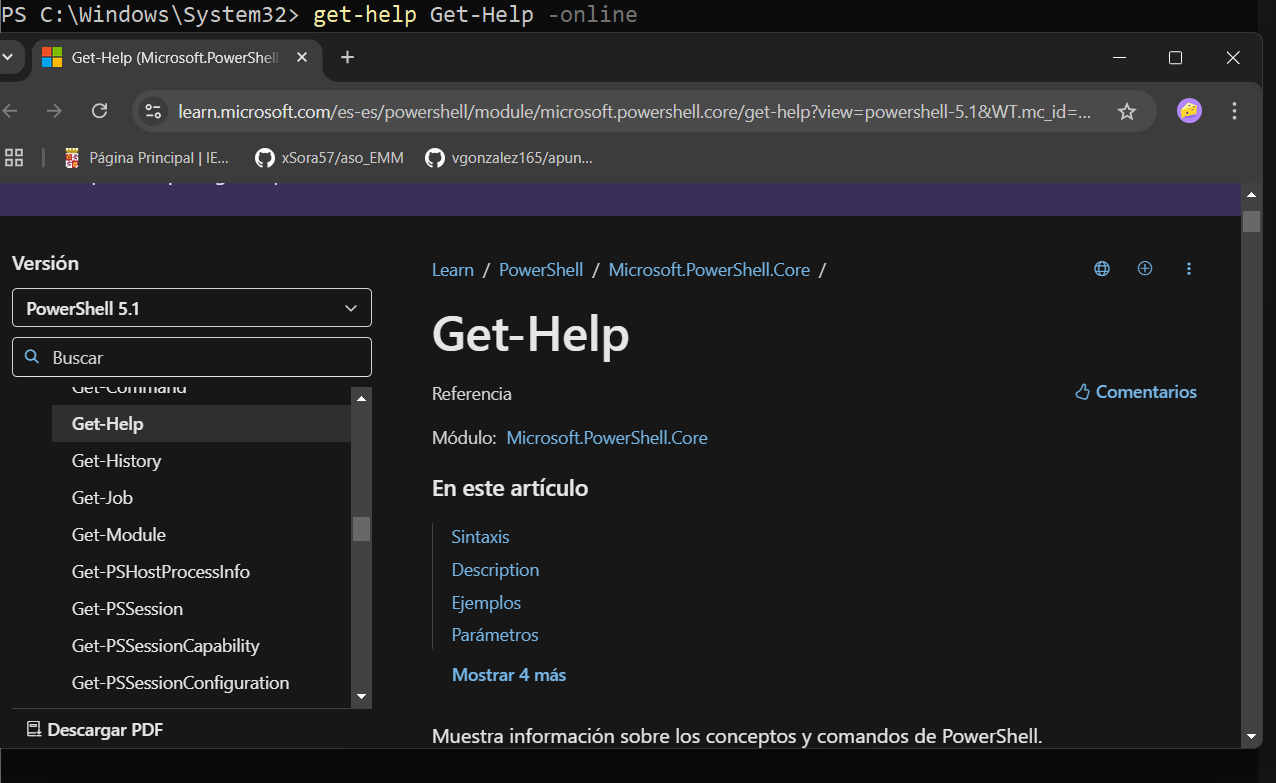 PS C:\Windows\System32> get-help Get-Help -online
Get-Help (Microsoft.PowerShell
learn.microsoft.com/es-es/powershell/module/microsoft.powershell.core/get-help?view=powershell-5.1&WT.mc_id=...
Página Principal | IE... xSora57/aso_EMM vgonzalez165/apun...
Versión
PowerShell 5.1
Buscar
Get-Command
Get-Help
Get-History
Get-Job
Get-Module
Get-PSHostProcessInfo
Get-PSSession
Get-PSSessionCapability
Get-PSSessionConfiguration
Descargar PDF
Learn / PowerShell / Microsoft.PowerShell.Core /
Get-Help
Referencia
Comentarios
Módulo: Microsoft.PowerShell.Core
En este artículo
Sintaxis
Description
Ejemplos
Parámetros
Mostrar 4 más
Muestra información sobre los conceptos y comandos de PowerShell.